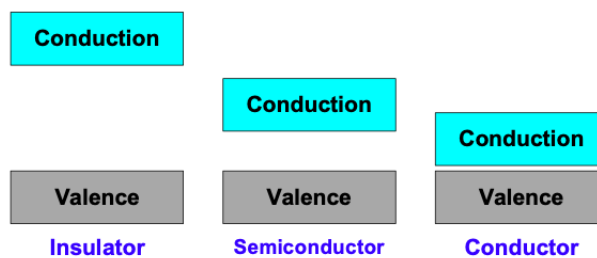 Conduction
Conduction
Conduction
Valence
Valence
Valence
Insulator
Semiconductor
Conductor